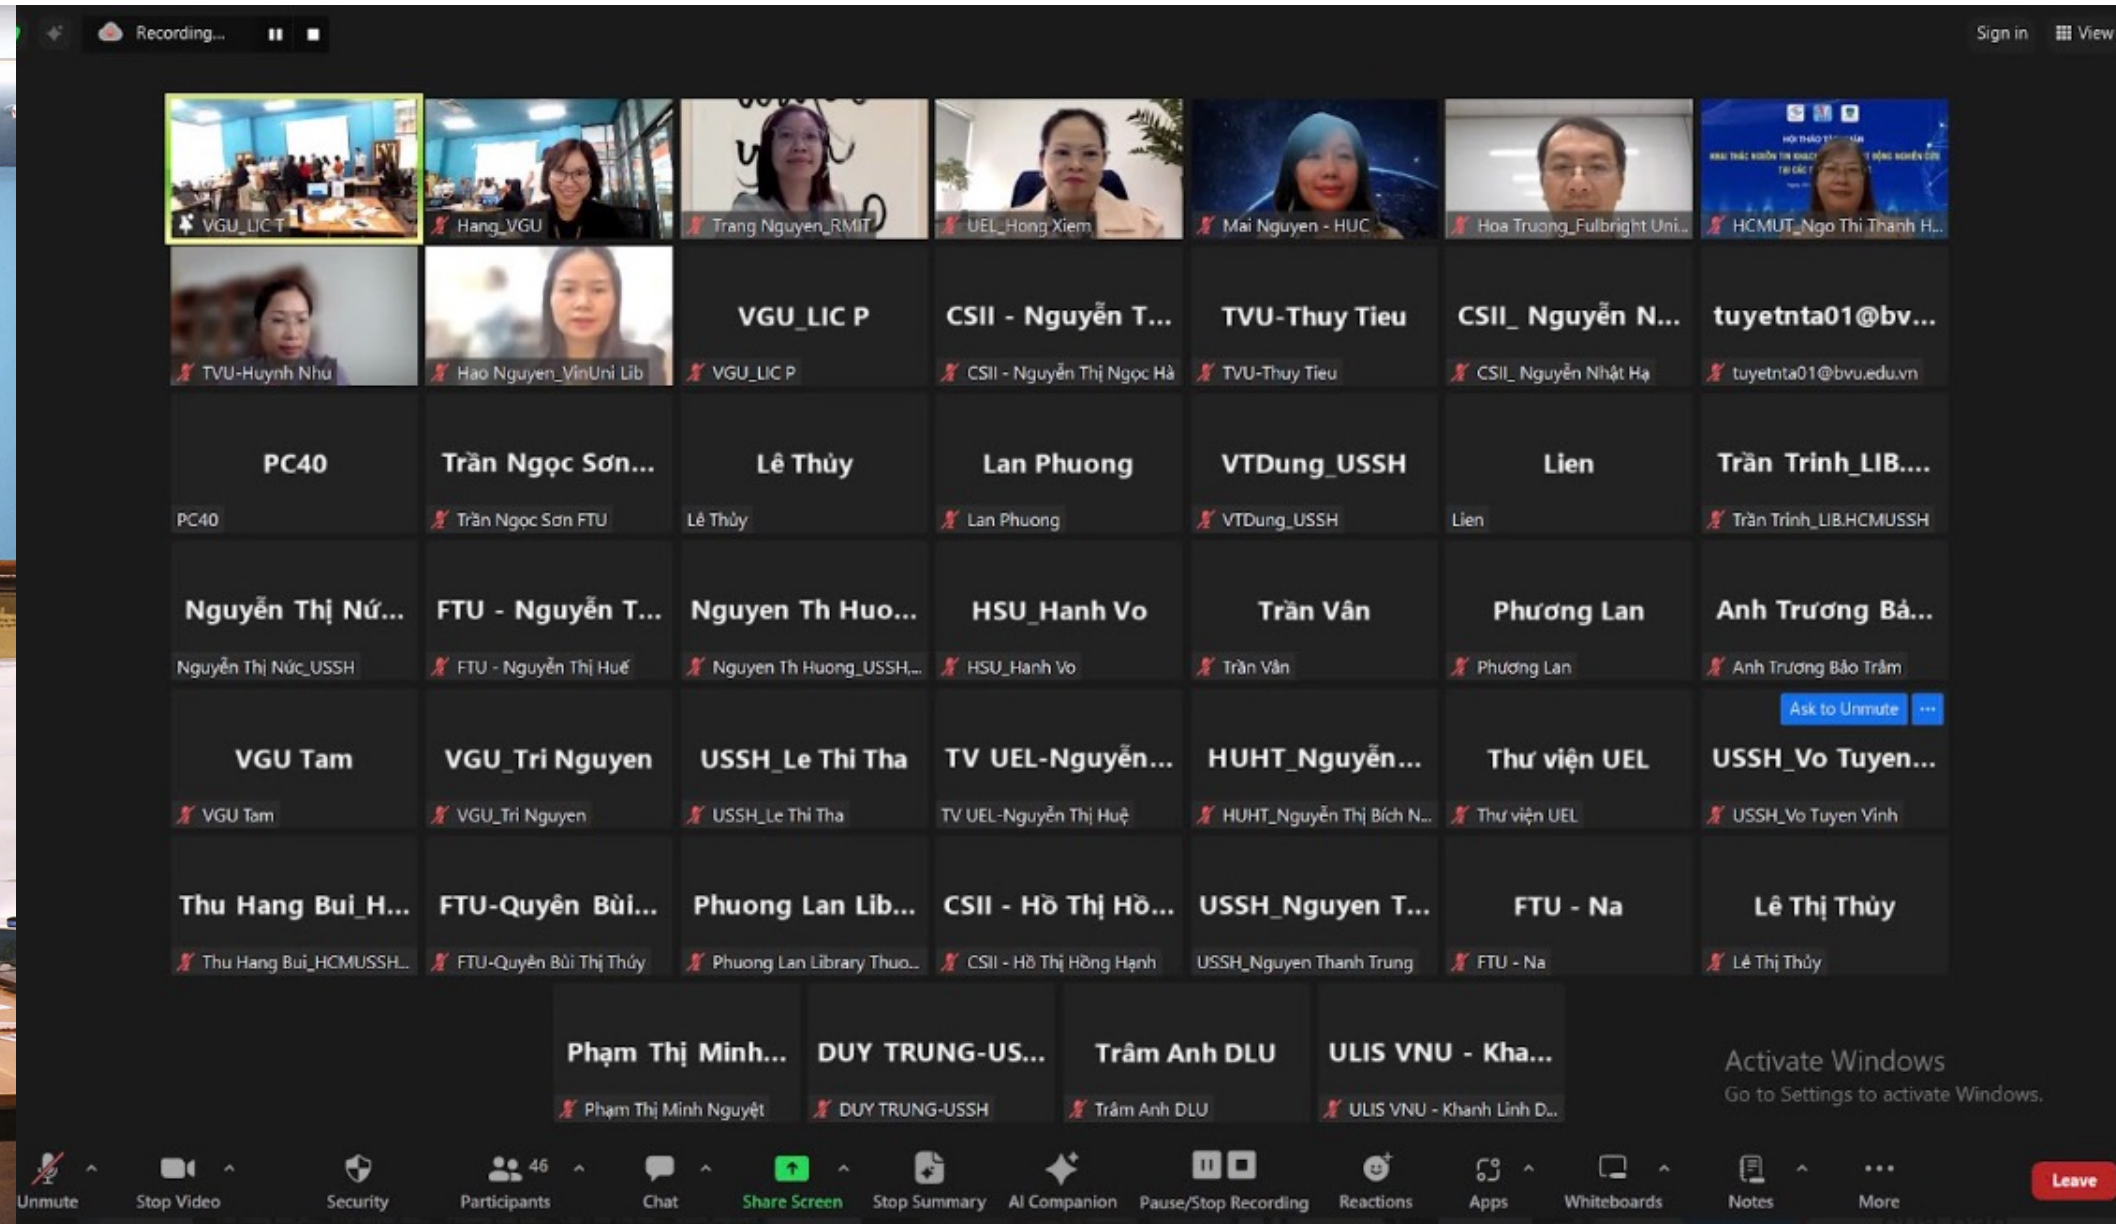 Recording...
Sign in
View
VGU_LIC T
Hang_VGU
Trang Nguyen_RMIT
UEL_Hong Xiem
Mai Nguyen - HUC
Hoa Truong_Fulbright Uni...
HCMUT_Ngo Thi Thanh H...
TVU-Huynh Nhu
Hao Nguyen_VinUni Lib
VGU_LIC P
VGU_LIC P
CSII - Nguyễn T...
CSII - Nguyễn Thị Ngọc Hà
TVU-Thuy Tieu
TVU-Thuy Tieu
CSII_ Nguyễn N...
CSII_ Nguyễn Nhật Hạ
tuyetnta01@bv...
tuyetnta01@bvu.edu.vn
PC40
PC40
Trần Ngọc Sơn...
Trần Ngọc Sơn FTU
Lê Thủy
Lê Thủy
Lan Phuong
Lan Phuong
VTDung_USSH
VTDung_USSH
Lien
Lien
Trần Trinh_LIB....
Trần Trinh_LIB.HCMUSSH
Nguyễn Thị Nứ...
Nguyễn Thị Nức_USSH
FTU - Nguyễn T...
FTU - Nguyễn Thị Huế
Nguyen Th Huo...
Nguyen Th Huong_USSH,...
HSU_Hanh Vo
HSU_Hanh Vo
Trần Vân
Trần Vân
Phương Lan
Phương Lan
Anh Trương Bả...
Anh Trương Bảo Trâm
VGU Tam
VGU Tam
VGU_Tri Nguyen
VGU_Tri Nguyen
USSH_Le Thi Tha
USSH_Le Thi Tha
TV UEL-Nguyễn...
TV UEL-Nguyễn Thị Huệ
HUHT_Nguyễn...
HUHT_Nguyễn Thị Bích N...
Thư viện UEL
Thư viện UEL
Ask to Unmute
USSH_Vo Tuyen...
USSH_Vo Tuyen Vinh
Thu Hang Bui_H...
Thu Hang Bui_HCMUSSH...
FTU-Quyên Bùi...
FTU-Quyên Bùi Thị Thúy
Phuong Lan Lib...
Phuong Lan Library Thuo...
CSII - Hồ Thị Hồ...
CSII - Hồ Thị Hồng Hạnh
USSH_Nguyen T...
USSH_Nguyen Thanh Trung
FTU - Na
FTU - Na
Lê Thị Thủy
Lê Thị Thủy
Phạm Thị Minh...
Phạm Thị Minh Nguyệt
DUY TRUNG-US...
DUY TRUNG-USSH
Trâm Anh DLU
Trâm Anh DLU
ULIS VNU - Kha...
ULIS VNU - Khanh Linh D...
Activate Windows
Go to Settings to activate Windows.
Unmute
Stop Video
Security
46
Participants
Chat
Share Screen
Stop Summary
AI Companion
Pause/Stop Recording
Reactions
Apps
Whiteboards
Notes
More
Leave